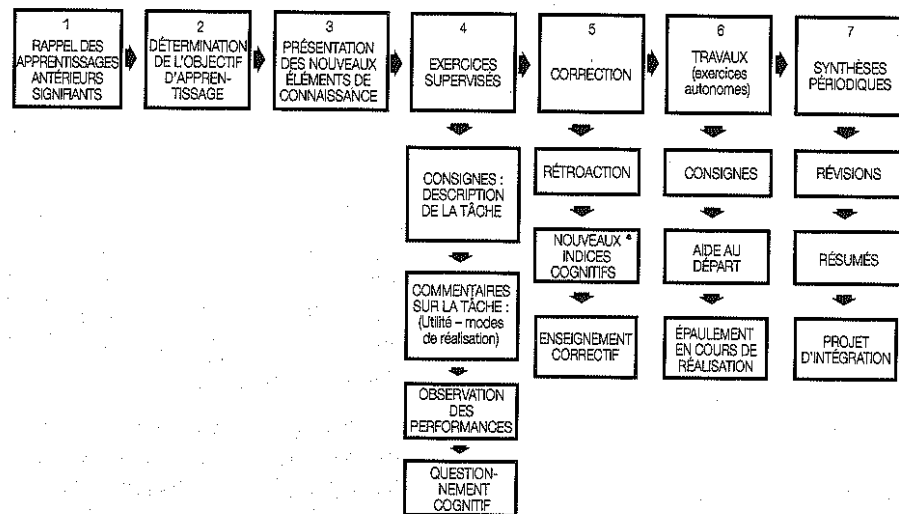 1
RAPPEL DES
APPRENTISSAGES
ANTÉRIEURS
SIGNIFIANTS
2
DÉTERMINATION
DE L'OBJECTIF
D'APPREN-
TISSAGE
3
PRÉSENTATION
DES NOUVEAUX
ÉLÉMENTS DE
CONNAISSANCE
4
EXERCICES
SUPERVISÉS
5
CORRECTION
6
TRAVAUX
(exercices
autonomes)
7
SYNTHÈSES
PÉRIODIQUES
CONSIGNES :
DESCRIPTION
DE LA TÂCHE
COMMENTAIRES
SUR LA TÂCHE :
(Utilité – modes
de réalisation)
OBSERVATION
DES
PERFORMANCES
QUESTION-
NEMENT
COGNITIF
RÉTROACTION
NOUVEAUX
INDICES
COGNITIFS
ENSEIGNEMENT
CORRECTIF
CONSIGNES
AIDE AU
DÉPART
ÉPAULEMENT
EN COURS DE
RÉALISATION
RÉVISIONS
RÉSUMÉS
PROJET
D'INTÉGRATION